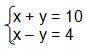 x + y = 10
x – y = 4